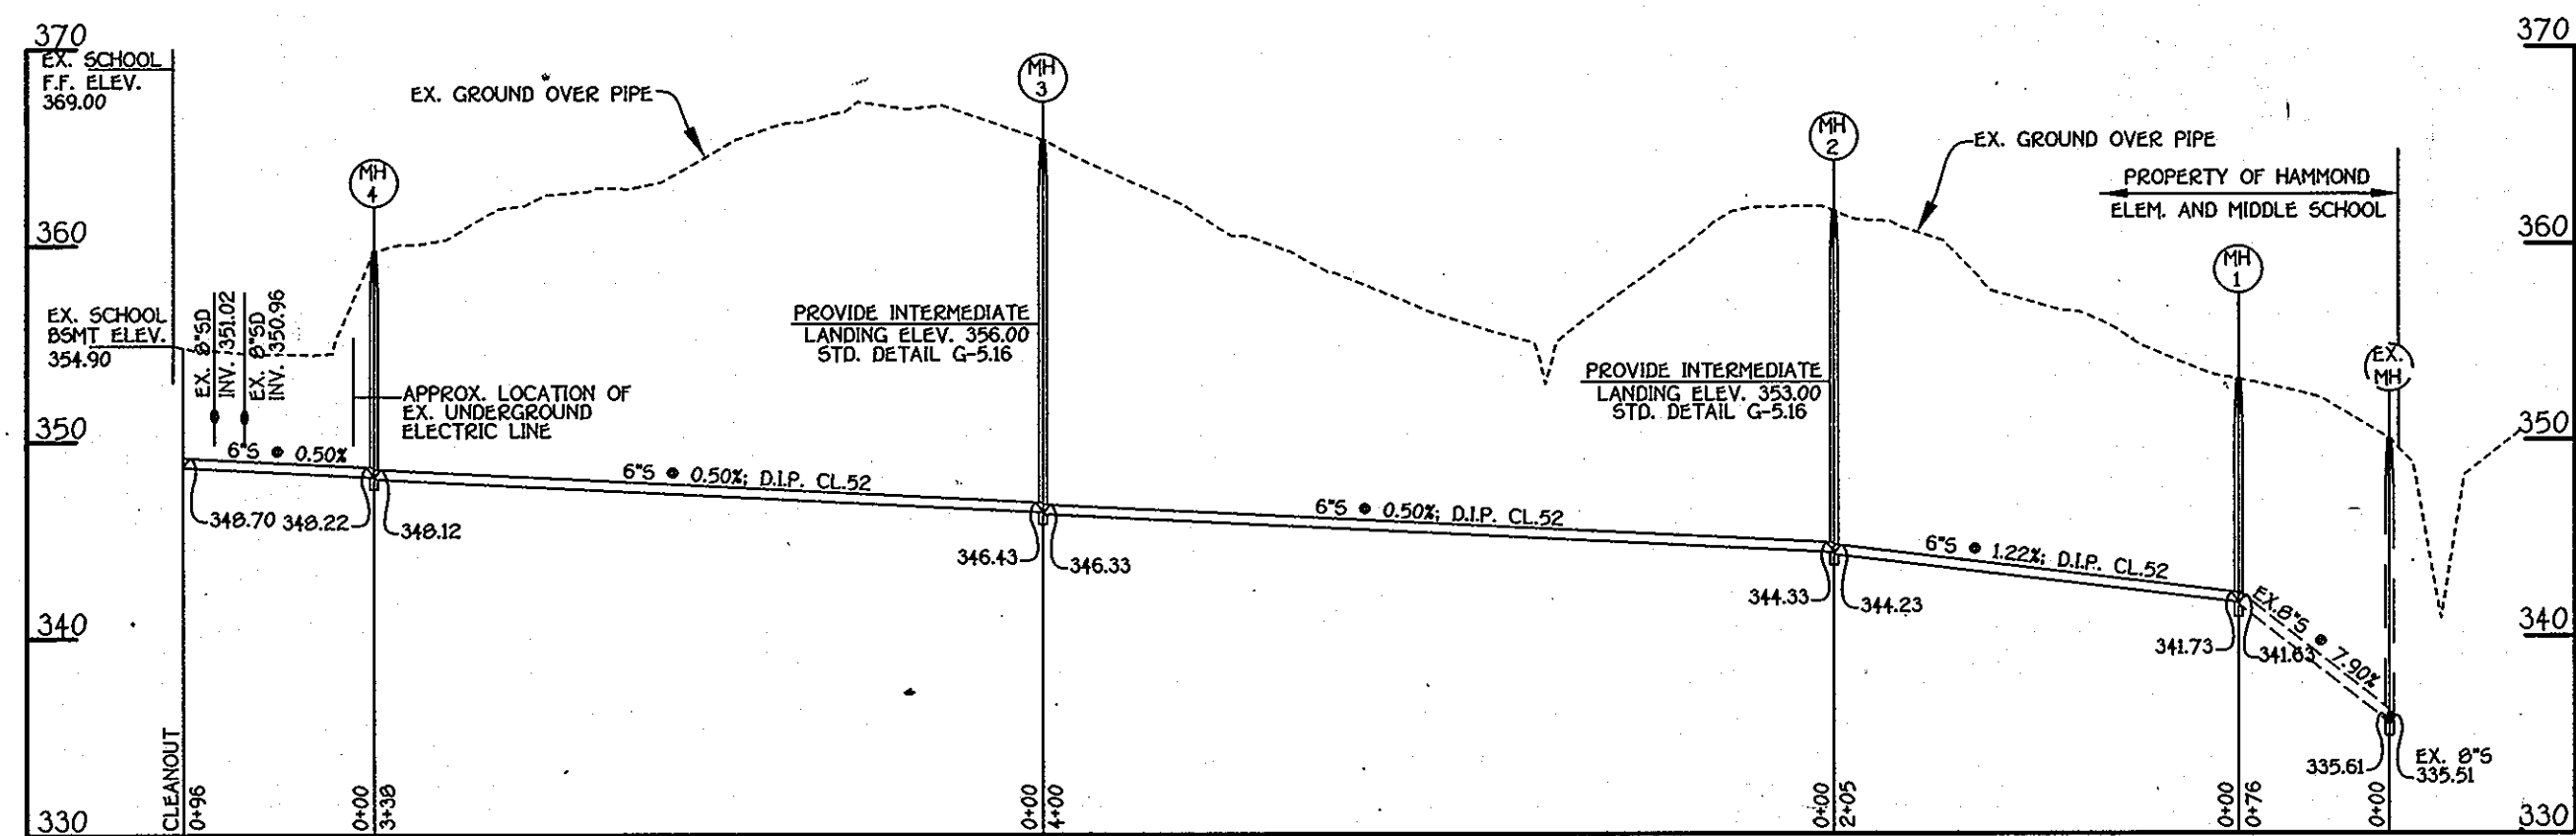 370
370
EX. SCHOOL
F.F. ELEV.
369.00
EX. GROUND OVER PIPE
MH
3
MH
2
EX. GROUND OVER PIPE
MH
4
PROPERTY OF HAMMOND
ELEM. AND MIDDLE SCHOOL
360
360
MH
1
EX. SCHOOL
BSMT ELEV.
354.90
EX. 8"SD
INV. 351.02
EX. 8"SD
INV. 350.96
PROVIDE INTERMEDIATE
LANDING ELEV. 356.00
STD. DETAIL G-5.16
PROVIDE INTERMEDIATE
LANDING ELEV. 353.00
STD. DETAIL G-5.16
EX.
MH
APPROX. LOCATION OF
EX. UNDERGROUND
ELECTRIC LINE
350
350
6"S @ 0.50%
6"S @ 0.50%; D.I.P. CL.52
6"S @ 0.50%; D.I.P. CL.52
6"S @ 1.22%; D.I.P. CL.52
EX.8"S @ 7.90%
348.70
348.22
348.12
346.43
346.33
344.33
344.23
341.73
341.63
340
340
335.61
EX. 8"S
335.51
CLEANOUT
0+96
0+00
3+38
0+00
4+00
0+00
2+05
0+00
0+76
0+00
330
330